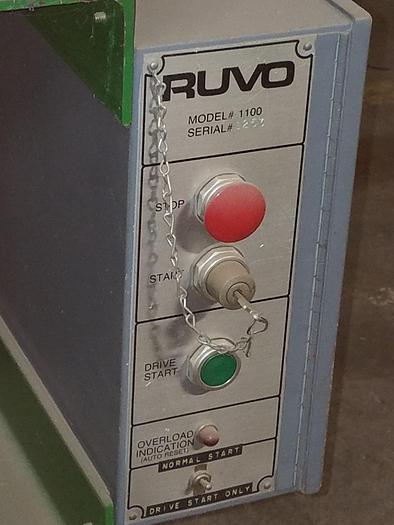 RUVO
MODEL# 1100
SERIAL#
STOP
START
DRIVE
START
OVERLOAD
INDICATION
(AUTO RESET)
NORMAL START
DRIVE START ONLY